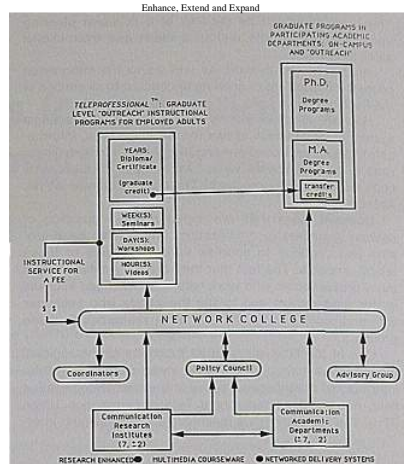 Enhance, Extend and Expand
GRADUATE PROGRAMS IN
PARTICIPATING ACADEMIC
DEPARTMENTS: ON-CAMPUS
AND "OUTREACH"
Ph.D.
Degree
Programs
M.A.
Degree
Programs
transfer
credits
TELEPROFESSIONAL™: GRADUATE
LEVEL "OUTREACH" INSTRUCTIONAL
PROGRAMS FOR EMPLOYED ADULTS
YEARS:
Diploma/
Certificate
(graduate
credit)
WEEK(S):
Seminars
DAY(S):
Workshops
HOUR(S):
Videos
INSTRUCTIONAL
SERVICE FOR
A FEE
$ $
NETWORK COLLEGE
Coordinators
Policy Council
Advisory Group
Communication
Research
Institutes
Communication
Academic
Departments
RESEARCH ENHANCED ● MULTIMEDIA COURSEWARE ● NETWORKED DELIVERY SYSTEMS